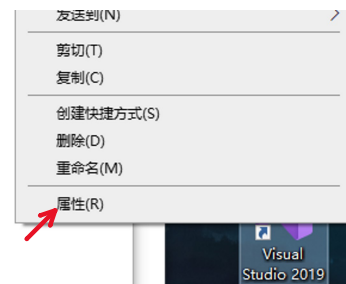 发送到(N)
剪切(T)
复制(C)
创建快捷方式(S)
删除(D)
重命名(M)
属性(R)
Visual
Studio 2019